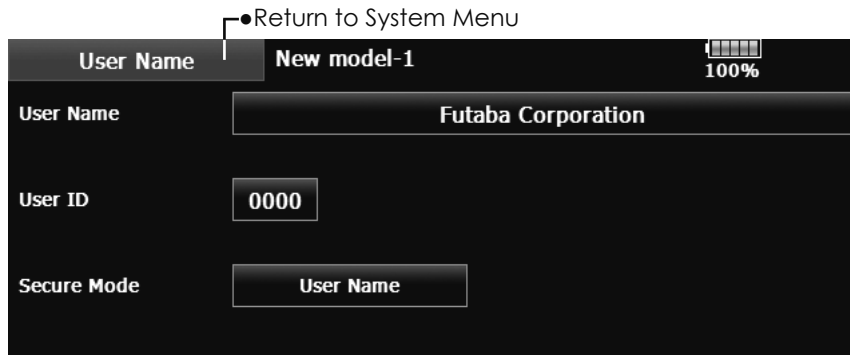 ●Return to System Menu
User Name New model-1
100%
User Name Futaba Corporation
User ID 0000
Secure Mode User Name